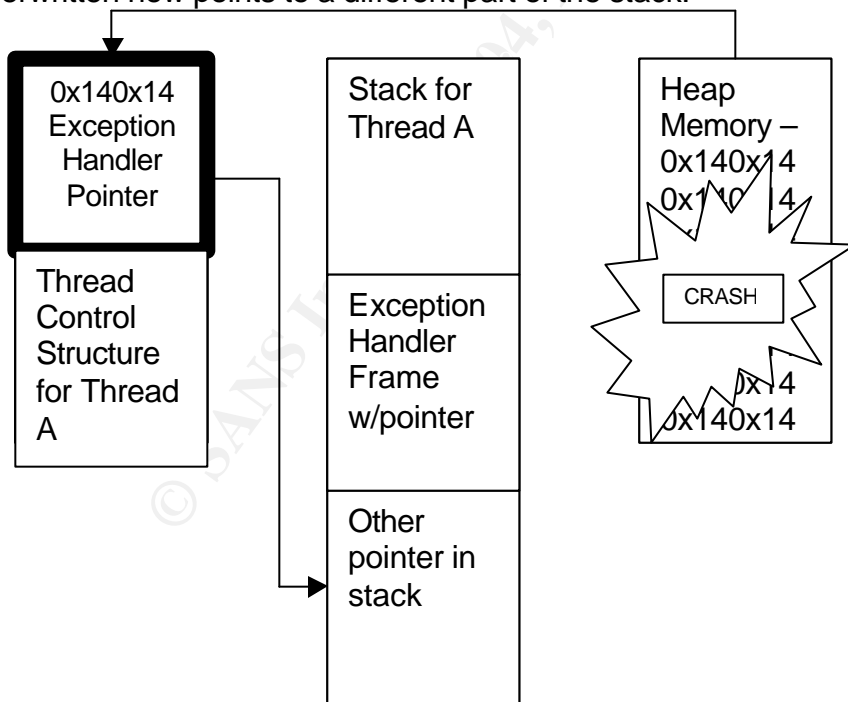 now points to a different part of the stack.
0x140x14
Exception
Handler
Pointer
Thread
Control
Structure
for Thread
A
Stack for
Thread A
Exception
Handler
Frame
w/pointer
Other
pointer in
stack
Heap
Memory –
0x140x14
CRASH
0x140x14
© SANS